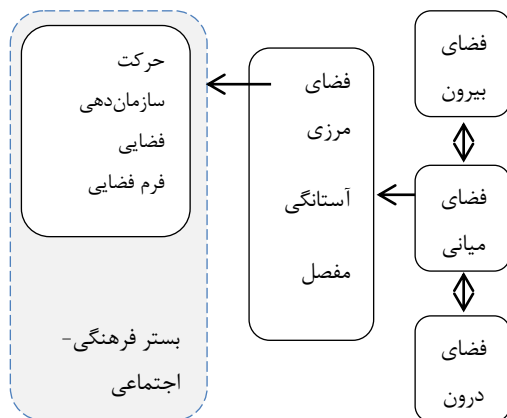 فضای
بیرون
فضای
میانی
فضای
درون
فضای
مرزی
آستانگی
مفصل
حرکت
سازمان‌دهی
فضایی
فرم فضایی
بستر فرهنگی-
اجتماعی